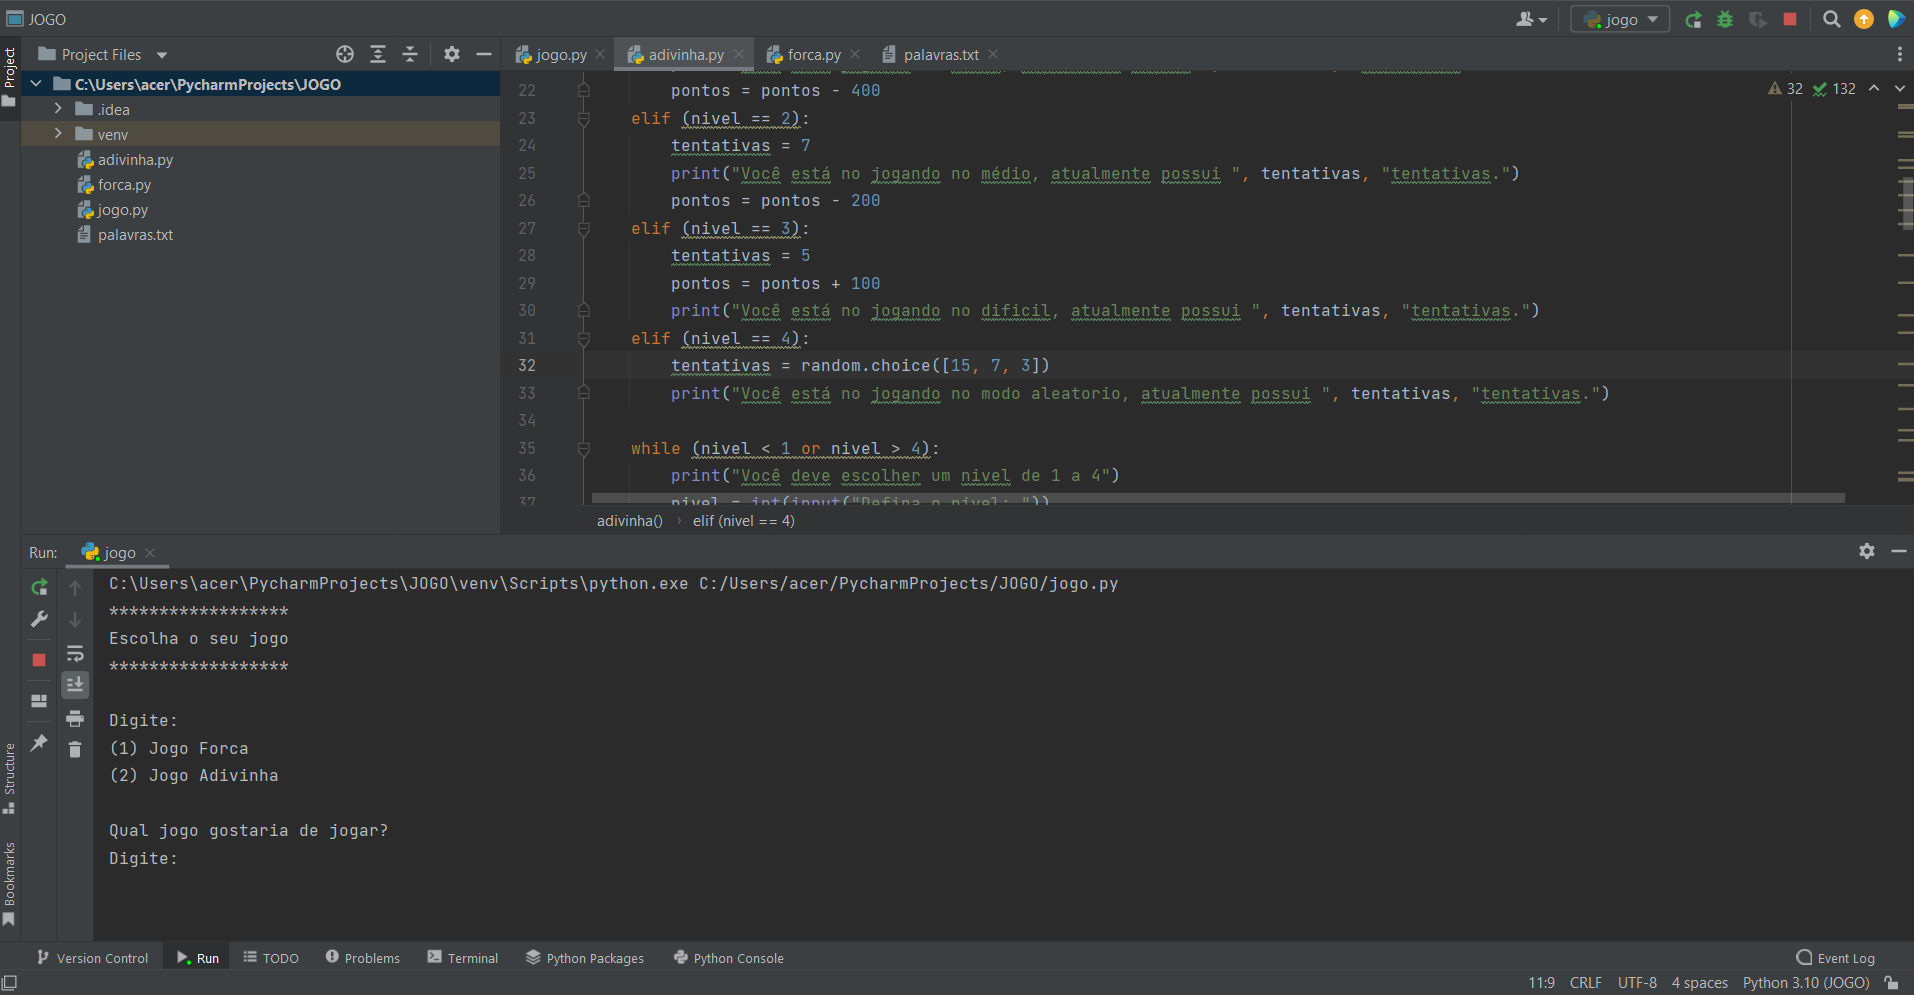 JOGO
jogo
Project
Project Files
jogo.py
adivinha.py
forca.py
palavras.txt
C:\Users\acer\PycharmProjects\JOGO
.idea
venv
adivinha.py
forca.py
jogo.py
palavras.txt
32 132
22 pontos = pontos - 400
23 elif (nivel == 2):
24 tentativas = 7
25 print("Você está no jogando no médio, atualmente possui ", tentativas, "tentativas.")
26 pontos = pontos - 200
27 elif (nivel == 3):
28 tentativas = 5
29 pontos = pontos + 100
30 print("Você está no jogando no dificil, atualmente possui ", tentativas, "tentativas.")
31 elif (nivel == 4):
32 tentativas = random.choice([15, 7, 3])
33 print("Você está no jogando no modo aleatorio, atualmente possui ", tentativas, "tentativas.")
34
35 while (nivel < 1 or nivel > 4):
36 print("Você deve escolher um nivel de 1 a 4")
37 nivel = int(input("Defina o nivel: "))
adivinha() › elif (nivel == 4)
Run: jogo
C:\Users\acer\PycharmProjects\JOGO\venv\Scripts\python.exe C:/Users/acer/PycharmProjects/JOGO/jogo.py
******************
Escolha o seu jogo
******************
Digite:
(1) Jogo Forca
(2) Jogo Adivinha
Qual jogo gostaria de jogar?
Digite:
Structure
Bookmarks
Version Control
Run
TODO
Problems
Terminal
Python Packages
Python Console
Event Log
11:9 CRLF UTF-8 4 spaces Python 3.10 (JOGO)